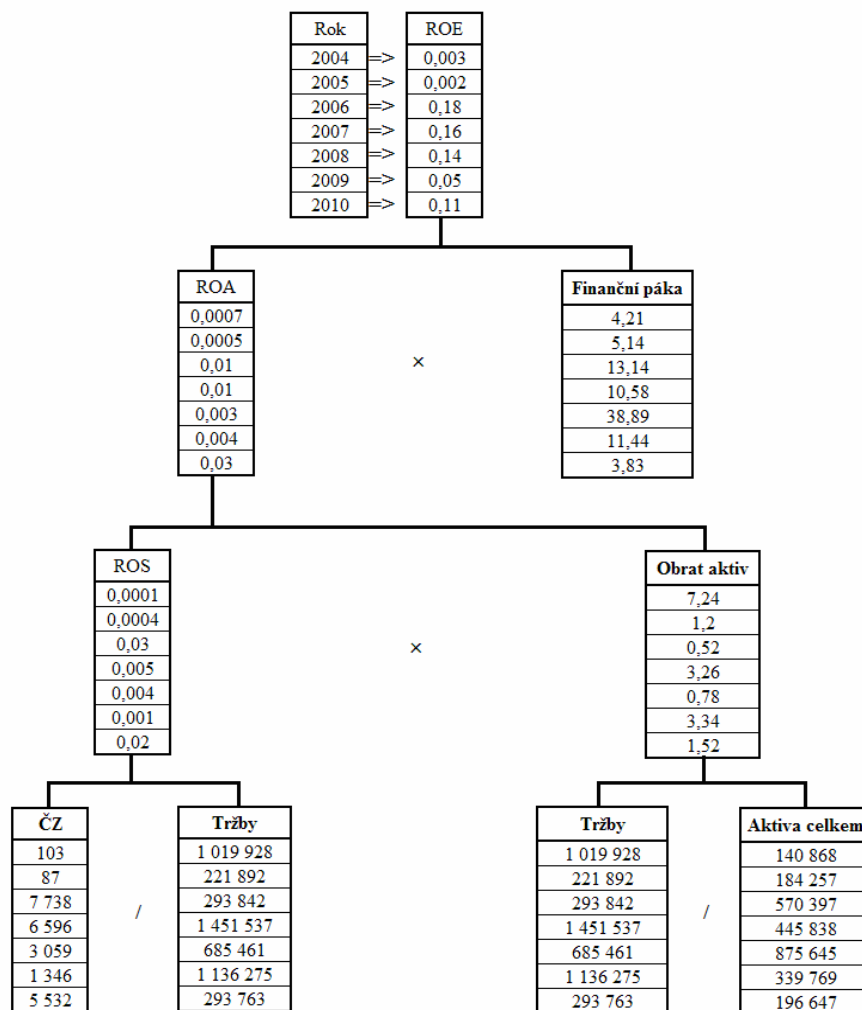 Rok ROE
2004 => 0,003
2005 => 0,002
2006 => 0,18
2007 => 0,16
2008 => 0,14
2009 => 0,05
2010 => 0,11
ROA Finanční páka
0,0007 4,21
0,0005 5,14
0,01 13,14
×
0,01 10,58
0,003 38,89
0,004 11,44
0,03 3,83
ROS Obrat aktiv
0,0001 7,24
0,0004 1,2
0,03 0,52
×
0,005 3,26
0,004 0,78
0,001 3,34
0,02 1,52
ČZ Tržby Tržby Aktiva celkem
103 1 019 928 1 019 928 140 868
87 221 892 221 892 184 257
7 738 293 842 293 842 570 397
/ /
6 596 1 451 537 1 451 537 445 838
3 059 685 461 685 461 875 645
1 346 1 136 275 1 136 275 339 769
5 532 293 763 293 763 196 647